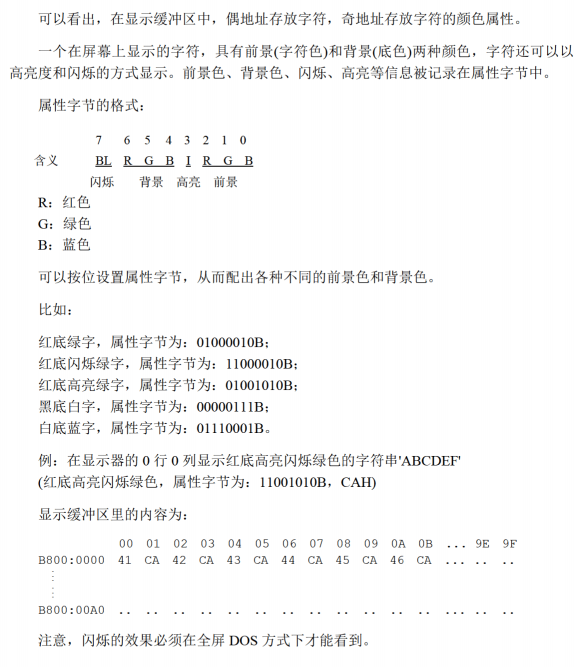 可以看出，在显示缓冲区中，偶地址存放字符，奇地址存放字符的颜色属性。
一个在屏幕上显示的字符，具有前景(字符色)和背景(底色)两种颜色，字符还可以以
高亮度和闪烁的方式显示。前景色、背景色、闪烁、高亮等信息被记录在属性字节中。
属性字节的格式：
7 6 5 4 3 2 1 0
含义 BL R G B I R G B
闪烁 背景 高亮 前景
R：红色
G：绿色
B：蓝色
可以按位设置属性字节，从而配出各种不同的前景色和背景色。
比如：
红底绿字，属性字节为：01000010B；
红底闪烁绿字，属性字节为：11000010B；
红底高亮绿字，属性字节为：01001010B；
黑底白字，属性字节为：00000111B；
白底蓝字，属性字节为：01110001B。
例：在显示器的 0 行 0 列显示红底高亮闪烁绿色的字符串'ABCDEF'
(红底高亮闪烁绿色，属性字节为：11001010B，CAH)
显示缓冲区里的内容为：
00 01 02 03 04 05 06 07 08 09 0A 0B ... 9E 9F
B800:0000 41 CA 42 CA 43 CA 44 CA 45 CA 46 CA ... .. ..
⋮
⋮
B800:00A0 .. .. .. .. .. .. .. .. .. .. .. .. ... .. ..
注意，闪烁的效果必须在全屏 DOS 方式下才能看到。